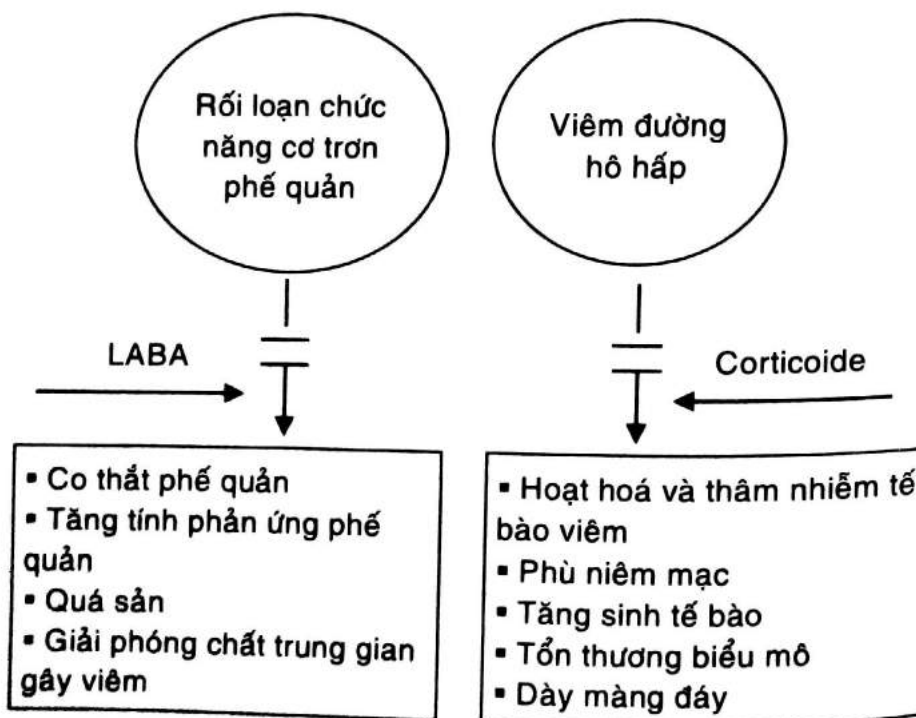 Rối loạn chức
năng cơ trơn
phế quản
Viêm đường
hô hấp
LABA
Corticoide
▪ Co thắt phế quản
▪ Tăng tính phản ứng phế
quản
▪ Quá sản
▪ Giải phóng chất trung gian
gây viêm
▪ Hoạt hoá và thâm nhiễm tế
bào viêm
▪ Phù niêm mạc
▪ Tăng sinh tế bào
▪ Tổn thương biểu mô
▪ Dày màng đáy